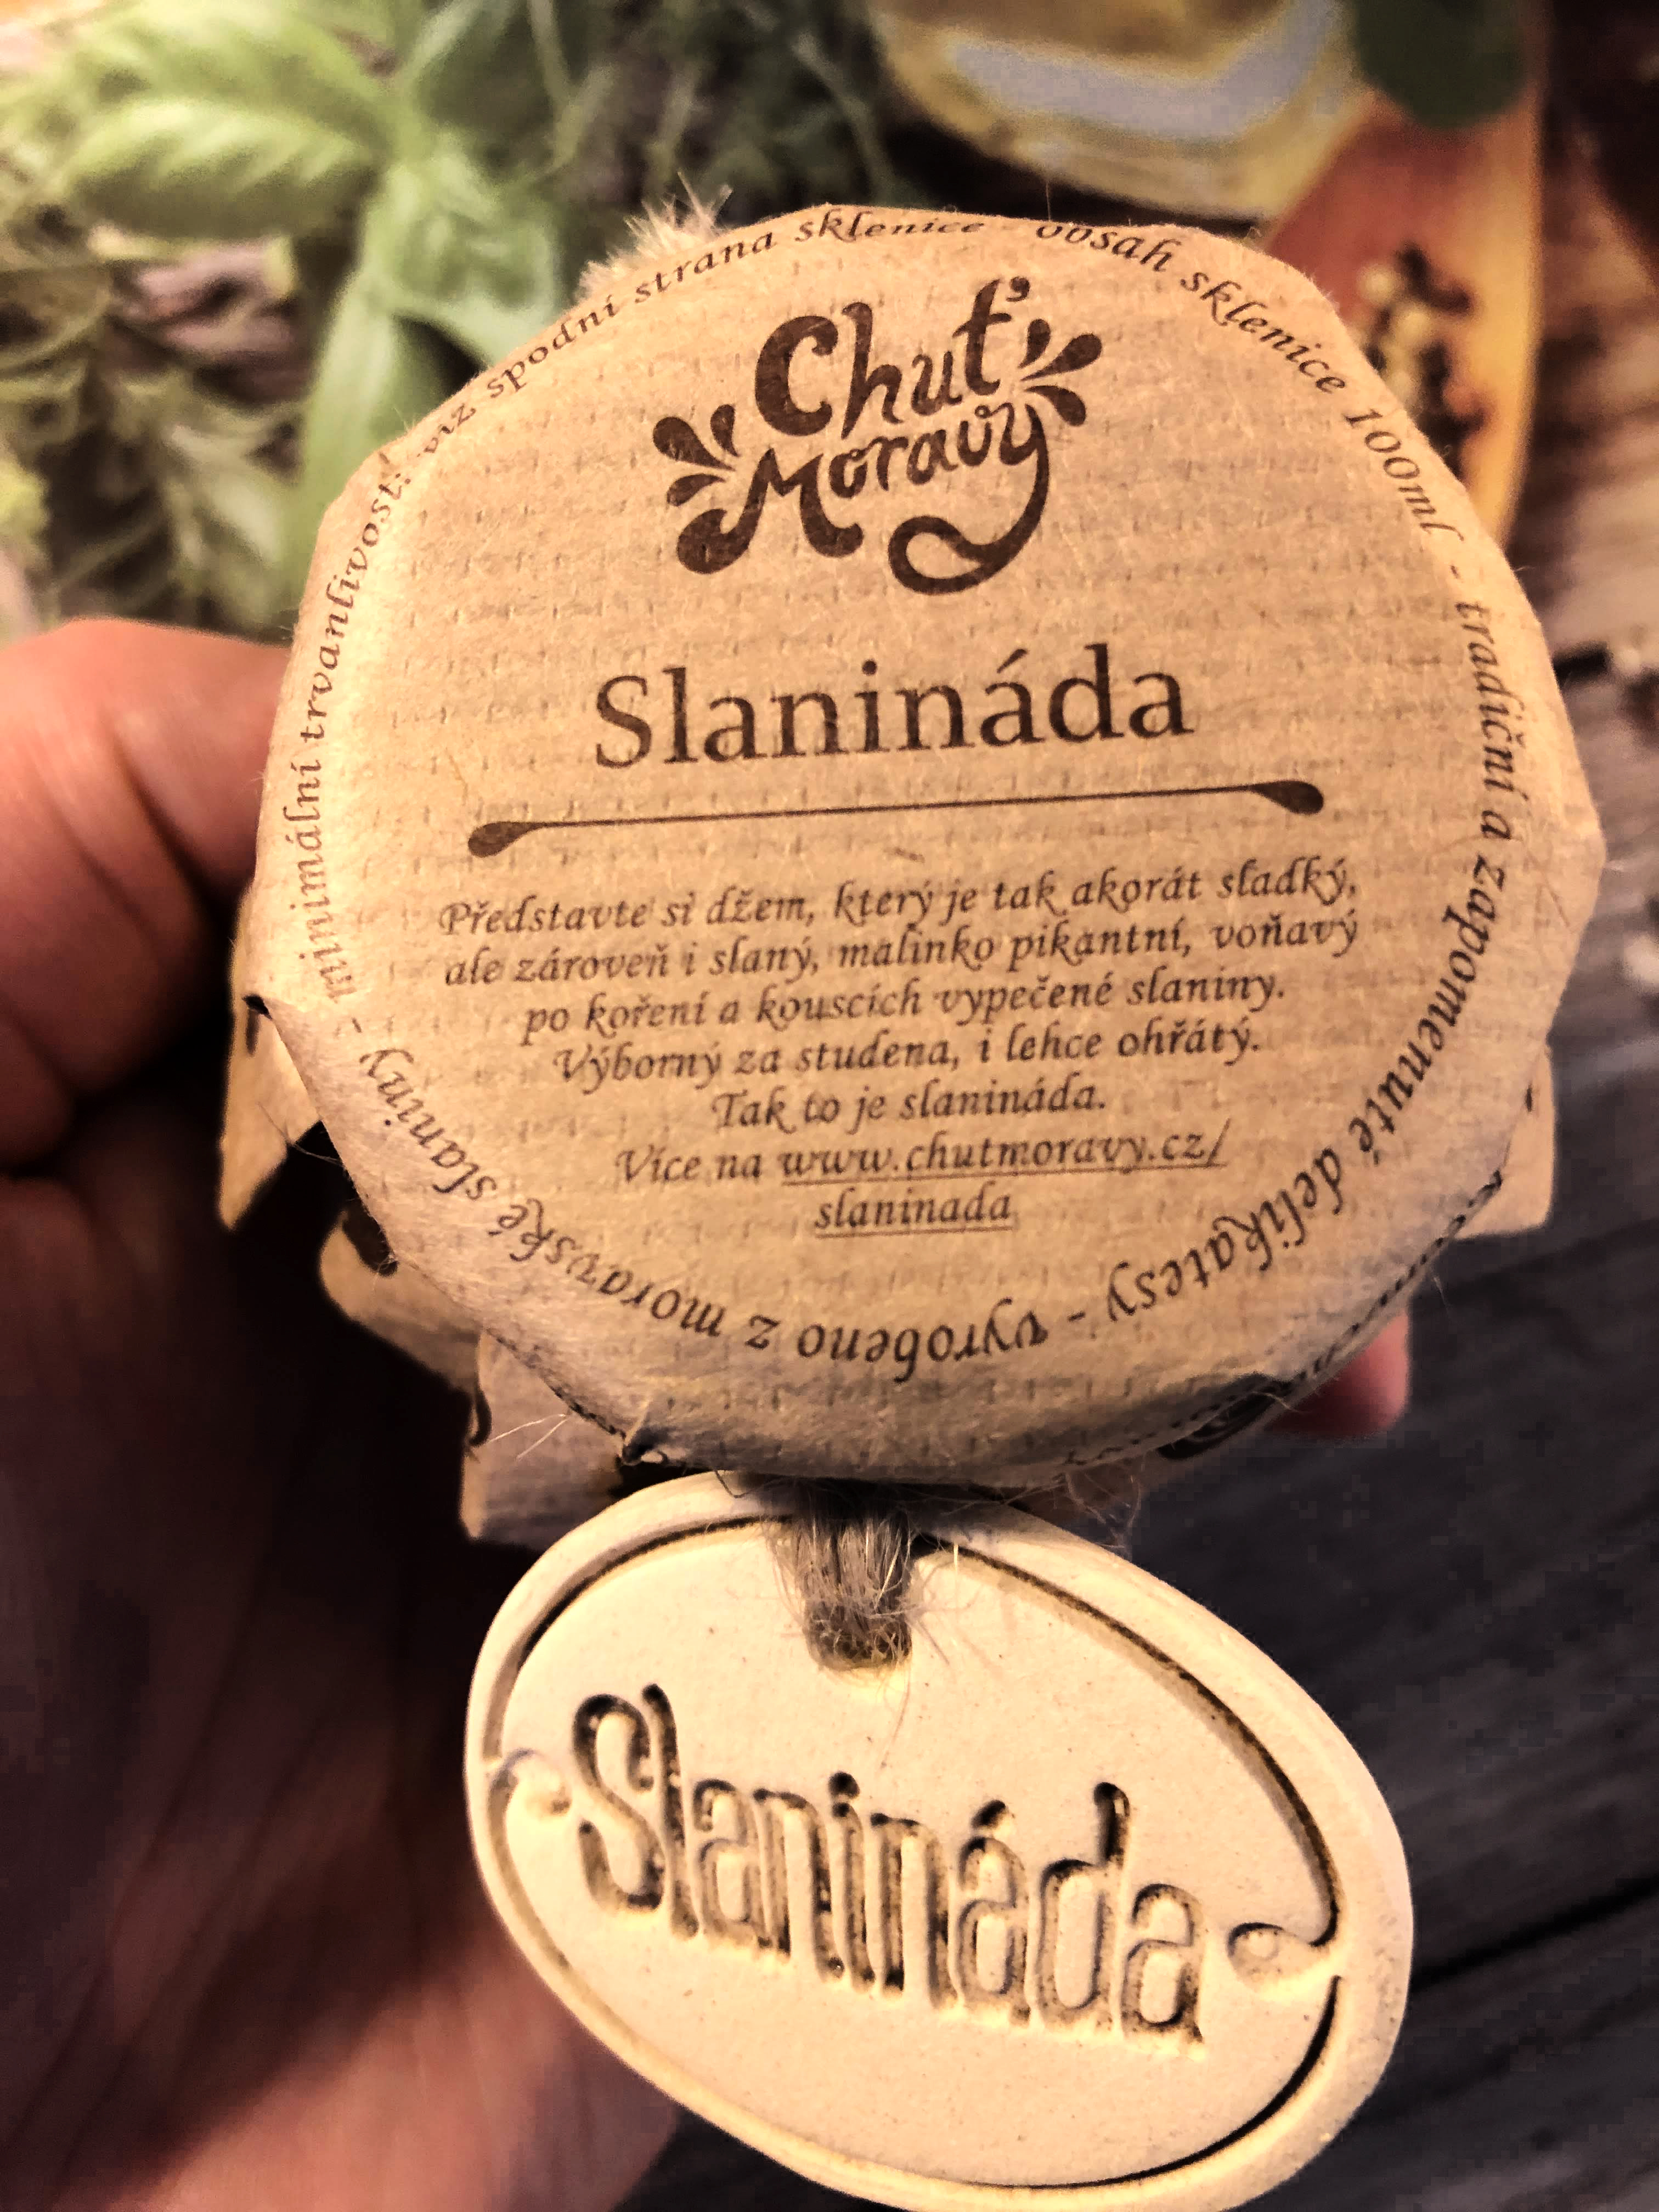 Chuť
Moravy
Slanináda
Představte si džem, který je tak akorát sladký,
ale zároveň i slaný, malinko pikantní, voňavý
po koření a kouscích vypečené slaniny.
Výborný za studena, i lehce ohřátý.
Tak to je slanináda.
Více na www.chutmoravy.cz/
slaninada
minimální trvanlivost: viz spodní strana sklenice - obsah sklenice 100ml - tradiční a zapomenuté delikatesy - vyrobeno z moravské slaniny -
Slanináda